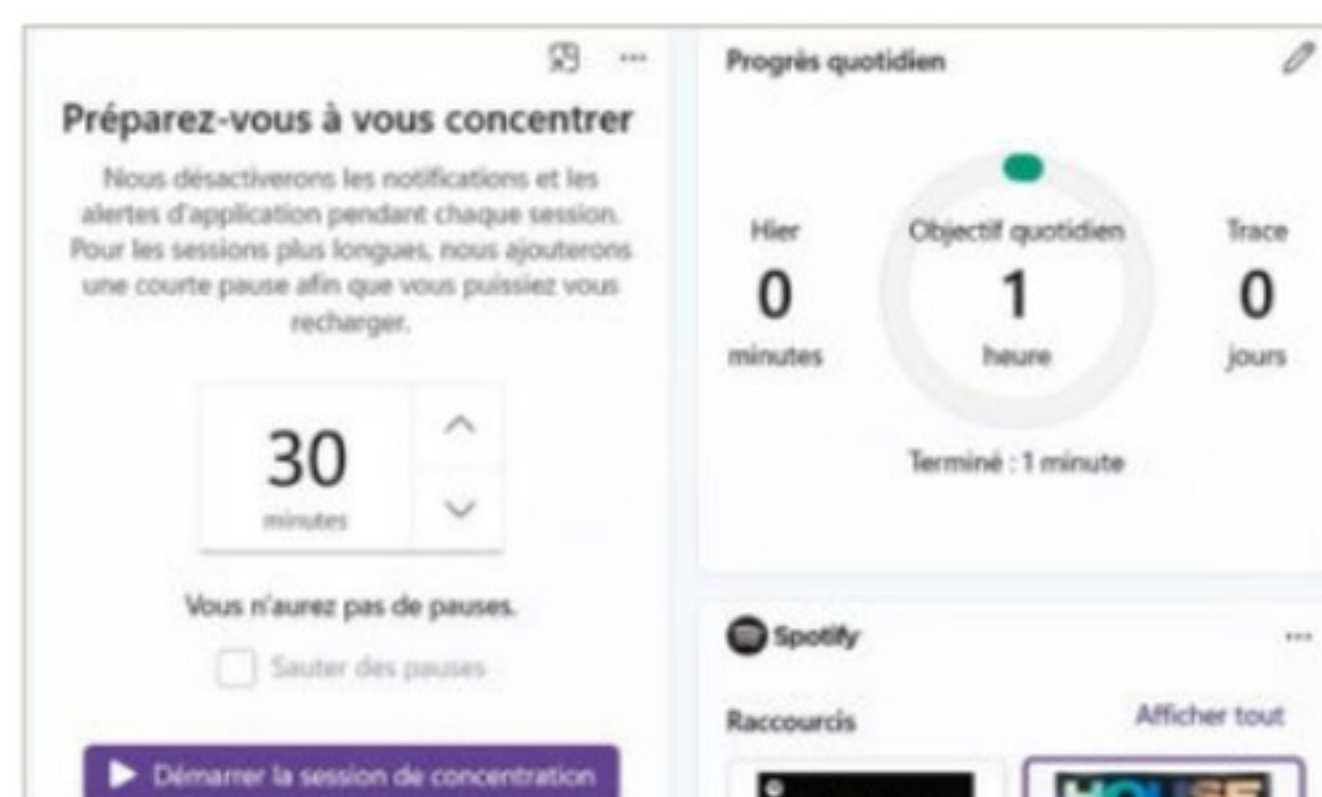 Préparez-vous à vous concentrer
Nous désactiverons les notifications et les
alertes d'application pendant chaque session.
Pour les sessions plus longues, nous ajouterons
une courte pause afin que vous puissiez vous
recharger.
30
minutes
Vous n'aurez pas de pauses.
Sauter des pauses
Démarrer la session de concentration
Progrès quotidien
Hier
0
minutes
Objectif quotidien
1
heure
Trace
0
jours
Terminé : 1 minute
Spotify
Raccourcis
Afficher tout
HOUSE